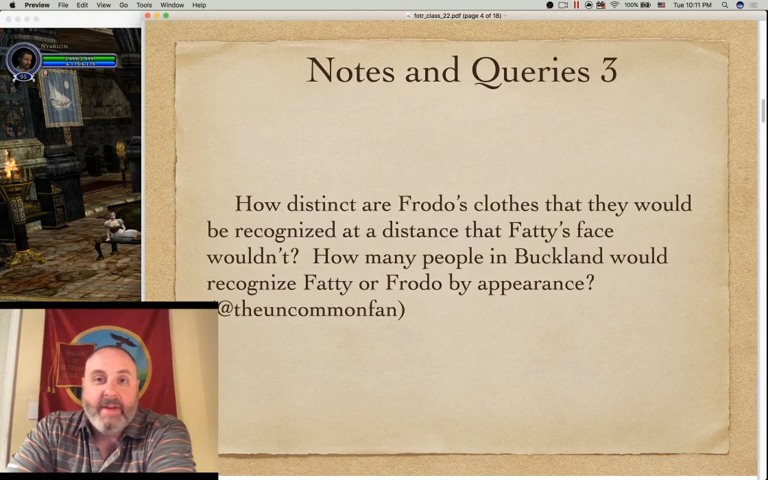 Preview File Edit View Go Tools Window Help
100% Tue 10:11 PM
fotr_class_22.pdf (page 4 of 18)
NYARION
95
Notes and Queries 3
How distinct are Frodo's clothes that they would
be recognized at a distance that Fatty's face
wouldn't? How many people in Buckland would
recognize Fatty or Frodo by appearance?
@theuncommonfan)